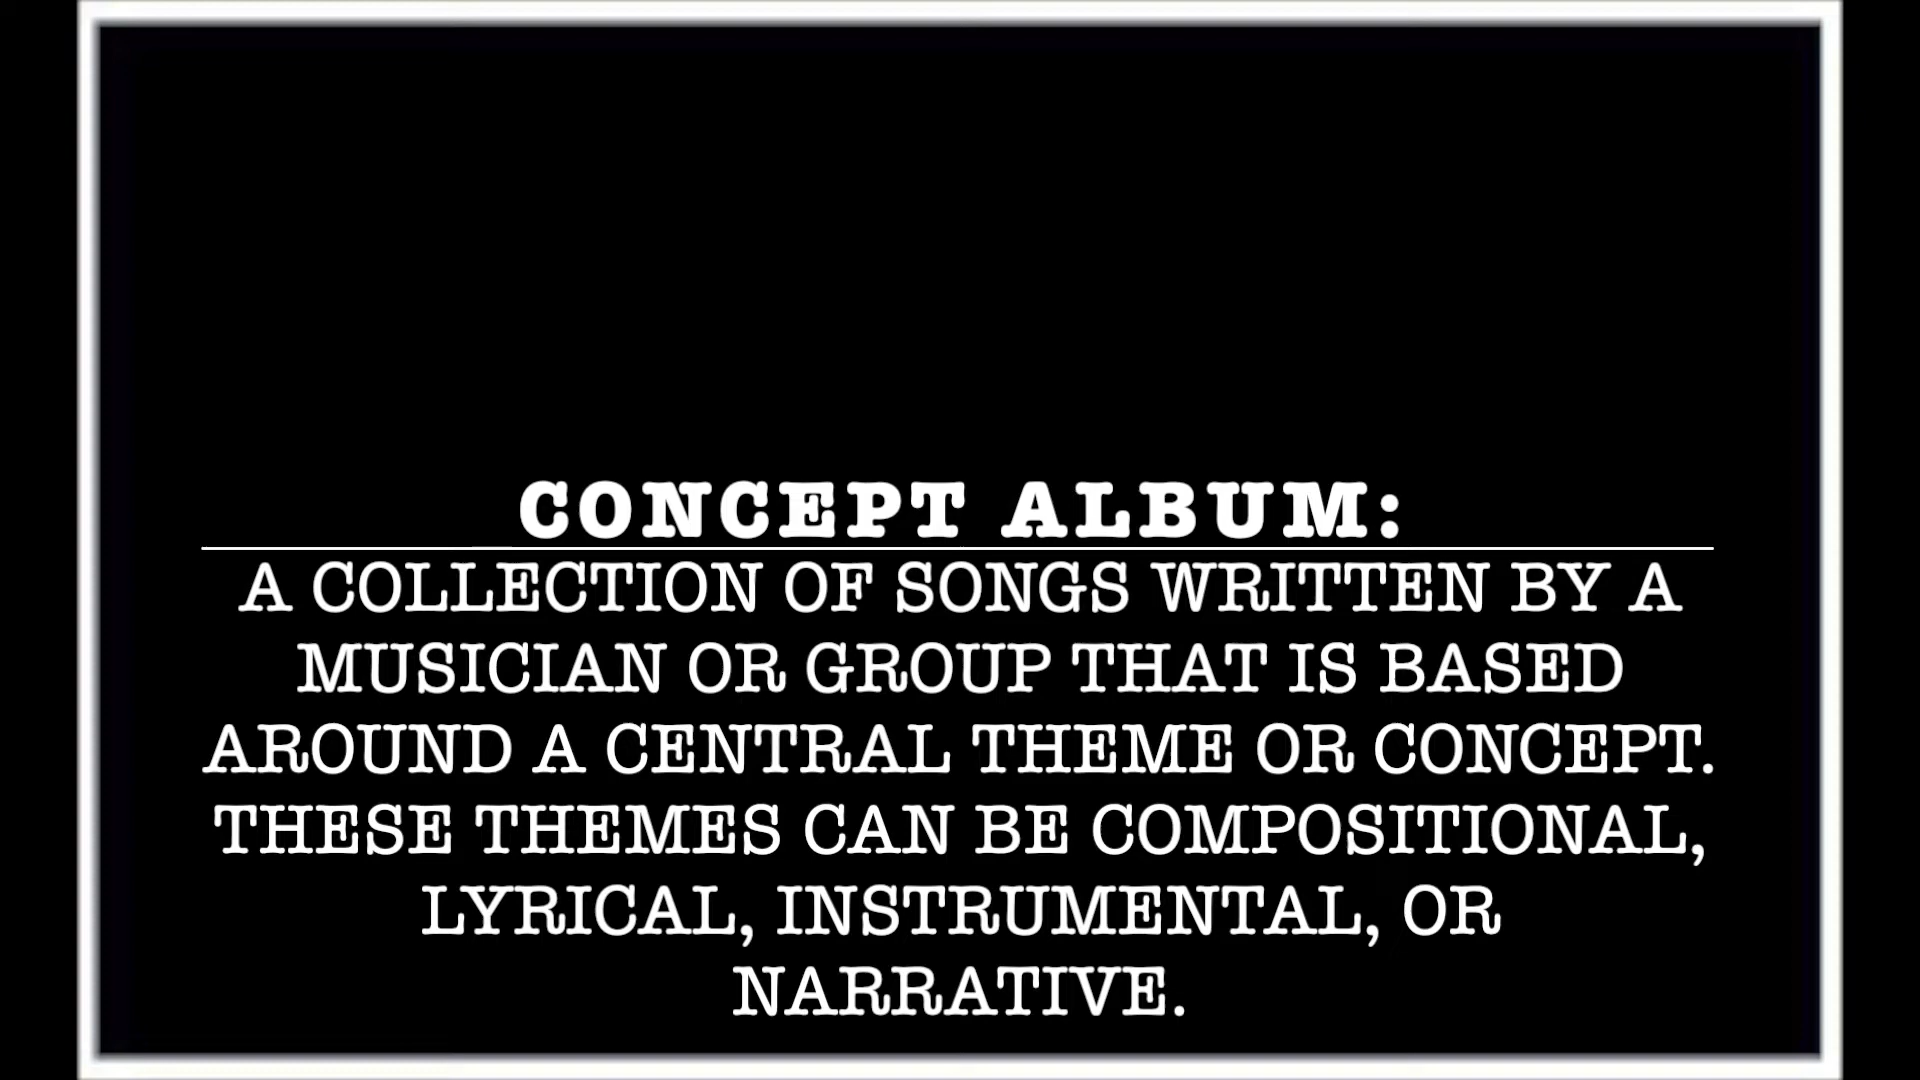 CONCEPT ALBUM:
A COLLECTION OF SONGS WRITTEN BY A
MUSICIAN OR GROUP THAT IS BASED
AROUND A CENTRAL THEME OR CONCEPT.
THESE THEMES CAN BE COMPOSITIONAL,
LYRICAL, INSTRUMENTAL, OR
NARRATIVE.